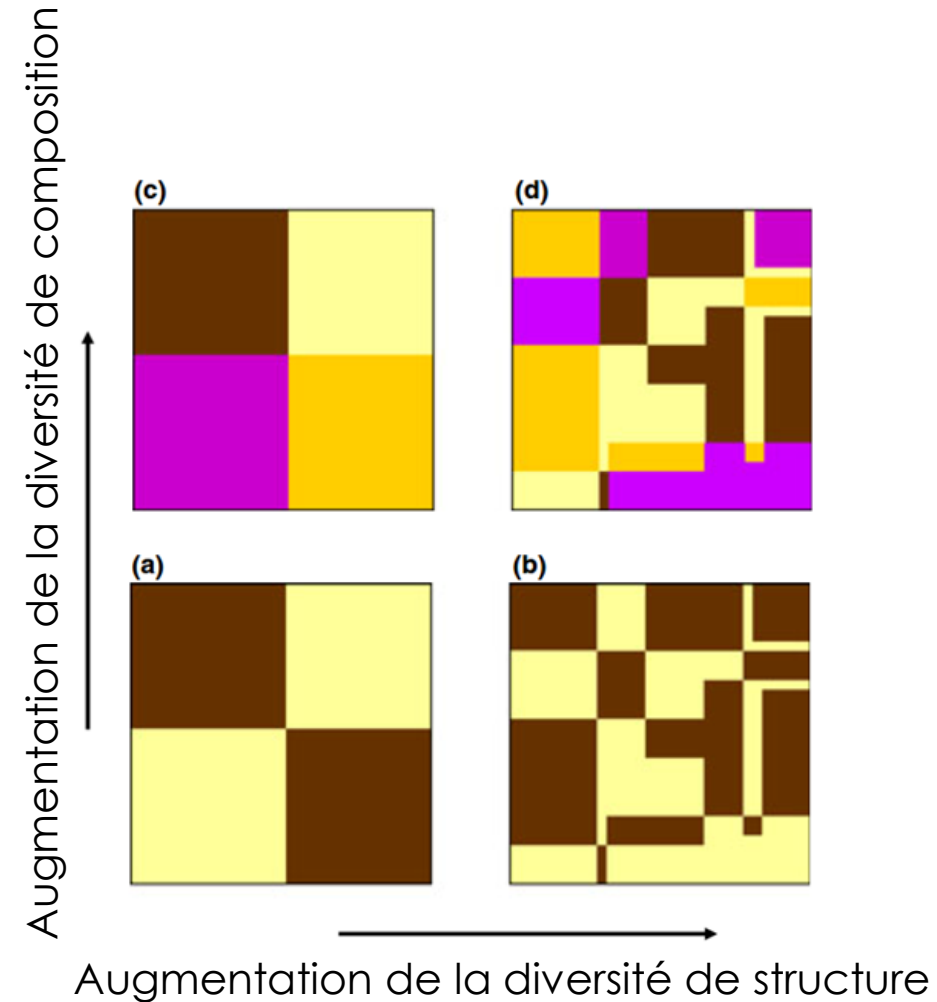 Augmentation de la diversité de composition
(c)
(d)
(a)
(b)
Augmentation de la diversité de structure